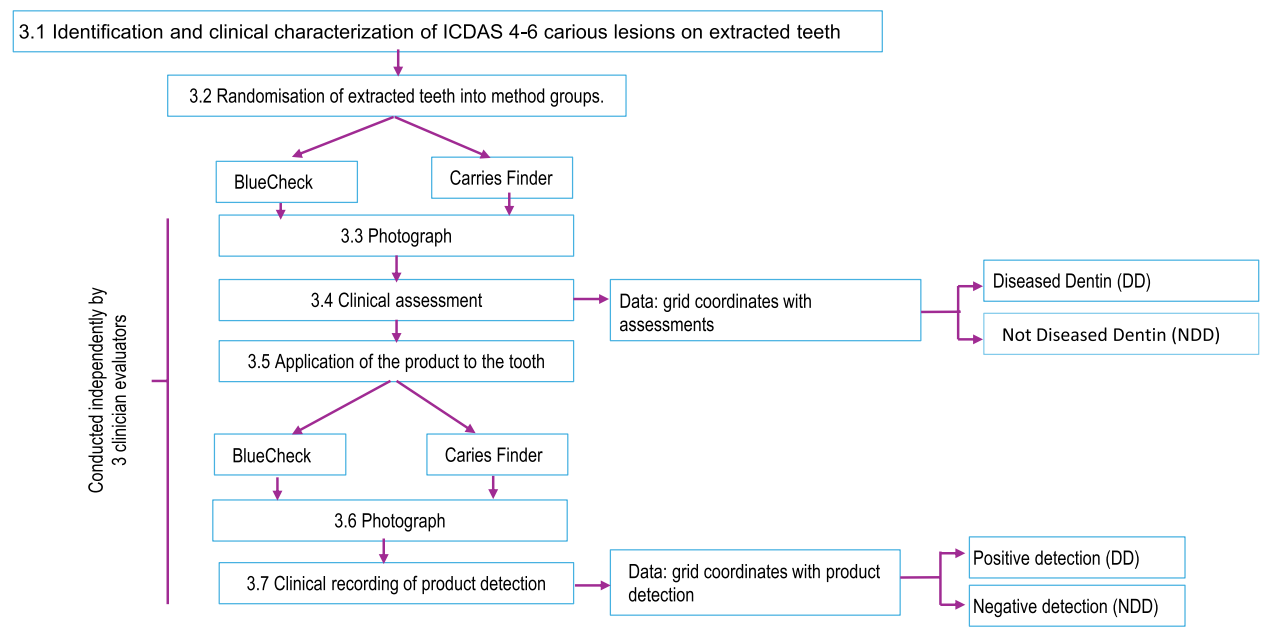 3.1 Identification and clinical characterization of ICDAS 4-6 carious lesions on extracted teeth
3.2 Randomisation of extracted teeth into method groups.
BlueCheck
Carries Finder
3.3 Photograph
3.4 Clinical assessment
Data: grid coordinates with
assessments
Diseased Dentin (DD)
Not Diseased Dentin (NDD)
3.5 Application of the product to the tooth
Conducted independently by
3 clinician evaluators
BlueCheck
Caries Finder
3.6 Photograph
3.7 Clinical recording of product detection
Data: grid coordinates with product
detection
Positive detection (DD)
Negative detection (NDD)